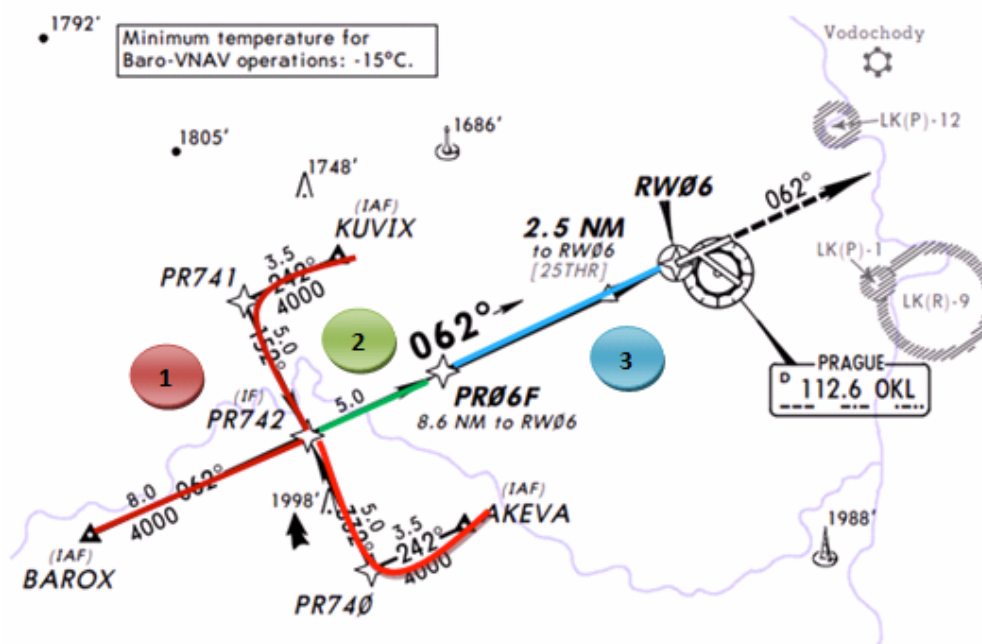 1792'
Minimum temperature for
Baro-VNAV operations: -15°C.
Vodochody
LK(P)-12
1805'
1686'
1748'
(IAF)
KUVIX
RWØ6
062°
3.5
242°
4000
PR741
2.5 NM
to RWØ6
[25THR]
LK(P)-1
LK(R)-9
5.0
152°
2
062°
3
1
PRAGUE
D 112.6 OKL
(IF)
PR742
5.0
PRØ6F
8.6 NM to RWØ6
8.0
062°
4000
1998'
5.0
332°
3.5
242°
4000
(IAF)
AKEVA
1988'
(IAF)
BAROX
PR74Ø